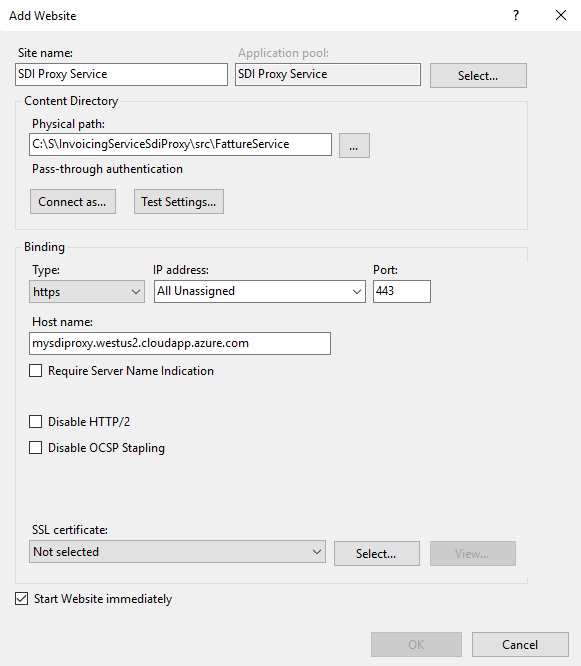 Add Website
?
Site name:
Application pool:
SDI Proxy Service
SDI Proxy Service
Select...
Content Directory
Physical path:
C:\S\InvoicingServiceSdiProxy\src\FattureService
...
Pass-through authentication
Connect as...
Test Settings...
Binding
Type:
IP address:
Port:
https
All Unassigned
443
Host name:
mysdiproxy.westus2.cloudapp.azure.com
Require Server Name Indication
Disable HTTP/2
Disable OCSP Stapling
SSL certificate:
Not selected
Select...
View...
Start Website immediately
OK
Cancel